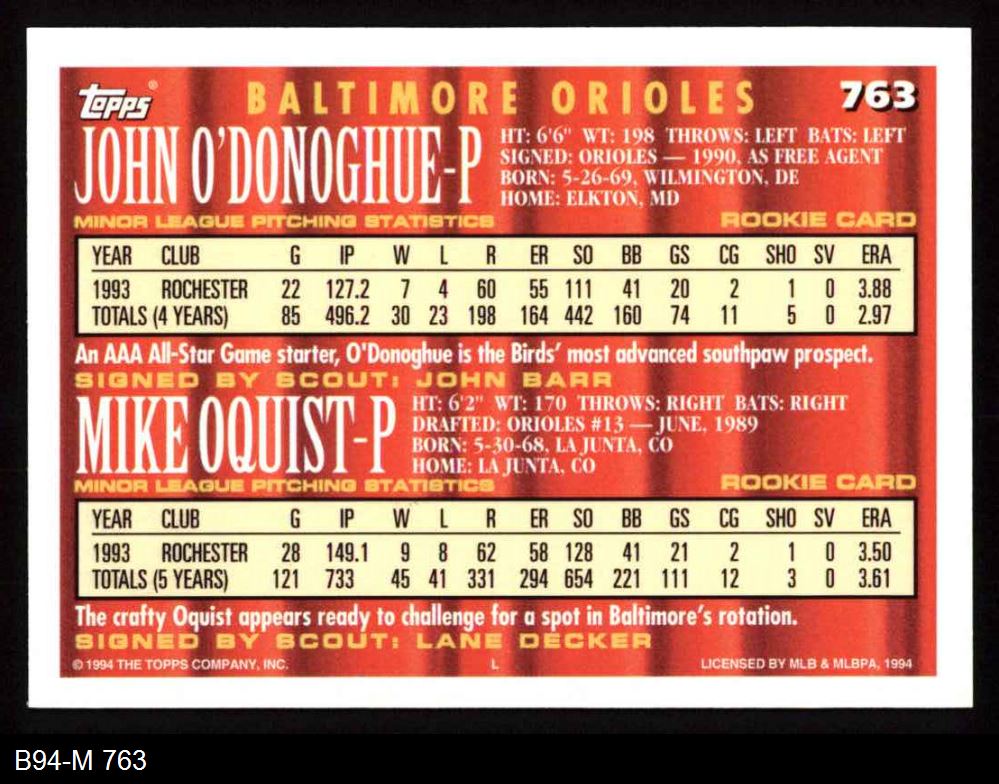 topps® BALTIMORE ORIOLES 763
JOHN O'DONOGHUE-P
HT: 6'6" WT: 198 THROWS: LEFT BATS: LEFT
SIGNED: ORIOLES — 1990, AS FREE AGENT
BORN: 5-26-69, WILMINGTON, DE
HOME: ELKTON, MD
MINOR LEAGUE PITCHING STATISTICS ROOKIE CARD
YEAR CLUB G IP W L R ER SO BB GS CG SHO SV ERA
1993 ROCHESTER 22 127.2 7 4 60 55 111 41 20 2 1 0 3.88
TOTALS (4 YEARS) 85 496.2 30 23 198 164 442 160 74 11 5 0 2.97
An AAA All-Star Game starter, O'Donoghue is the Birds' most advanced southpaw prospect.
SIGNED BY SCOUT: JOHN BARR
MIKE OQUIST-P
HT: 6'2" WT: 170 THROWS: RIGHT BATS: RIGHT
DRAFTED: ORIOLES #13 — JUNE, 1989
BORN: 5-30-68, LA JUNTA, CO
HOME: LA JUNTA, CO
MINOR LEAGUE PITCHING STATISTICS ROOKIE CARD
YEAR CLUB G IP W L R ER SO BB GS CG SHO SV ERA
1993 ROCHESTER 28 149.1 9 8 62 58 128 41 21 2 1 0 3.50
TOTALS (5 YEARS) 121 733 45 41 331 294 654 221 111 12 3 0 3.61
The crafty Oquist appears ready to challenge for a spot in Baltimore's rotation.
SIGNED BY SCOUT: LANE DECKER
© 1994 THE TOPPS COMPANY, INC. L LICENSED BY MLB & MLBPA, 1994
B94-M 763